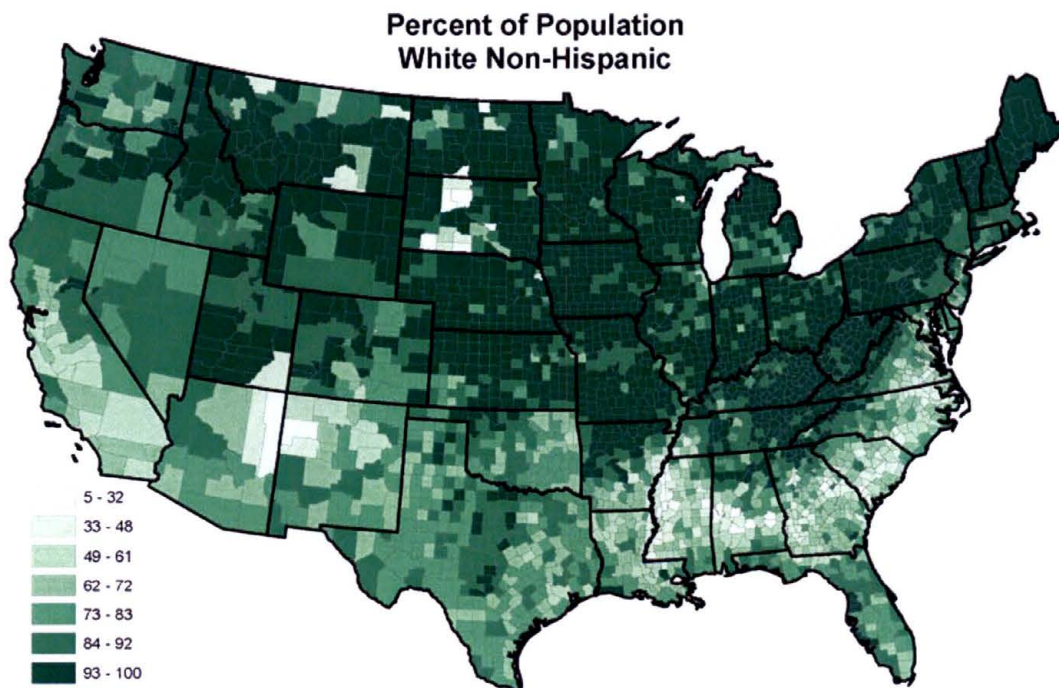 Percent of Population
White Non-Hispanic
5 - 32
33 - 48
49 - 61
62 - 72
73 - 83
84 - 92
93 - 100